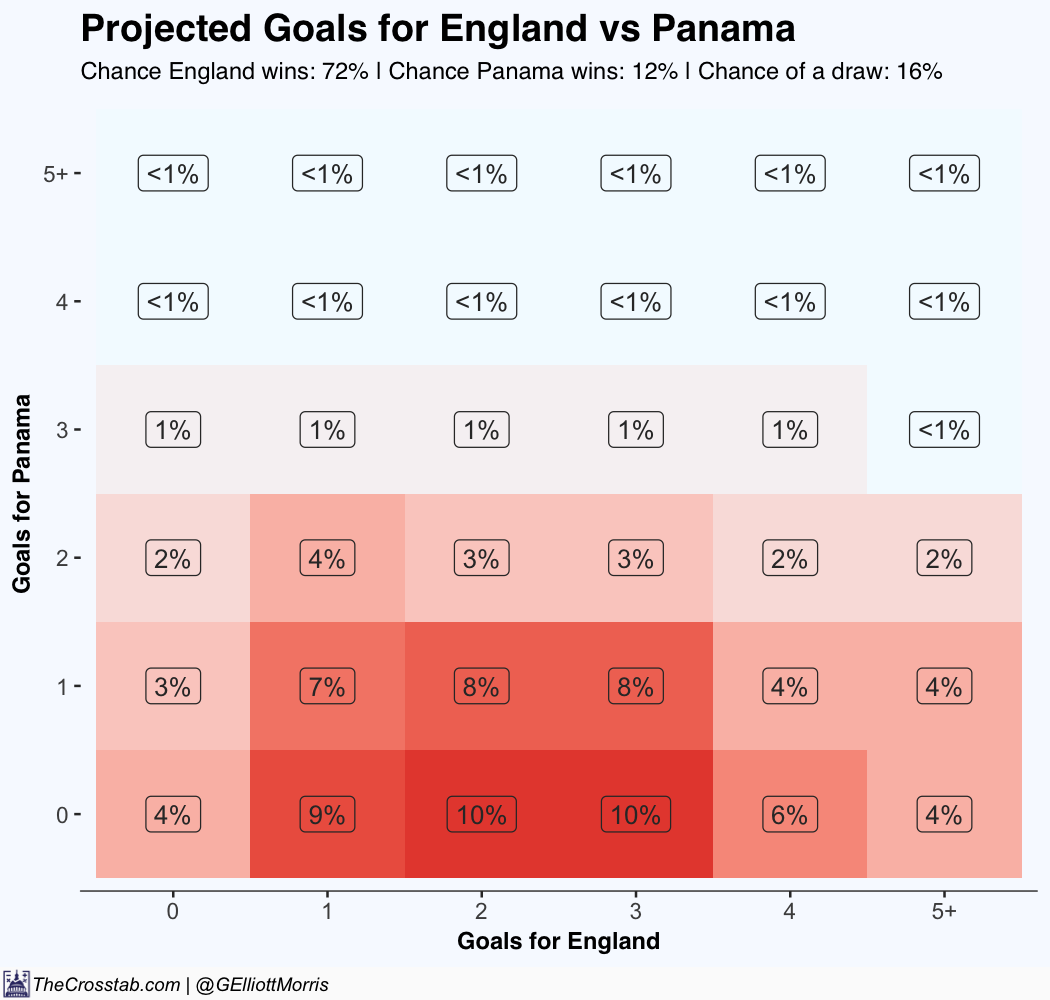 Projected Goals for England vs Panama
Chance England wins: 72% | Chance Panama wins: 12% | Chance of a draw: 16%
5+ <1% <1% <1% <1% <1% <1%
4 <1% <1% <1% <1% <1% <1%
3 1% 1% 1% 1% 1% <1%
2 2% 4% 3% 3% 2% 2%
1 3% 7% 8% 8% 4% 4%
0 4% 9% 10% 10% 6% 4%
Goals for Panama
0 1 2 3 4 5+
Goals for England
TheCrosstab.com | @GElliottMorris